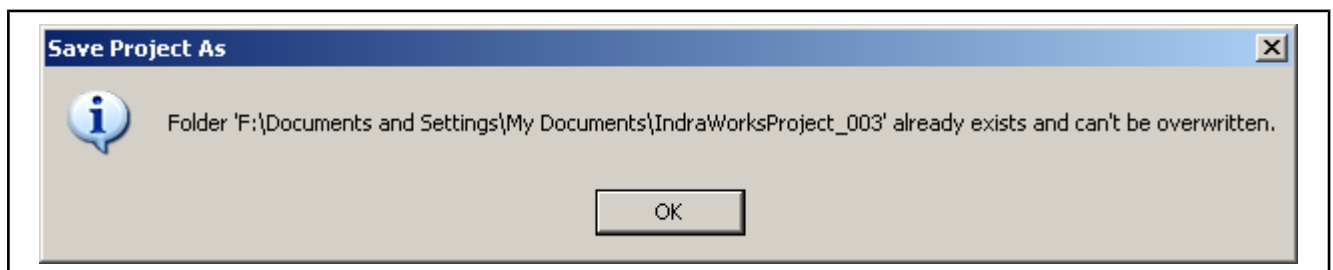 Save Project As
Folder 'F:\Documents and Settings\My Documents\IndraWorksProject_003' already exists and can't be overwritten.
OK